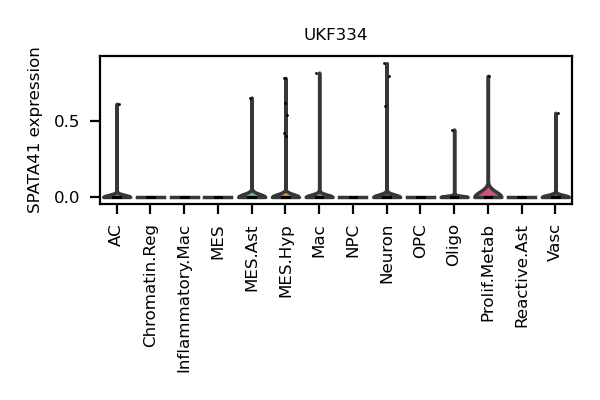 UKF334
SPATA41 expression
0.5
0.0
AC
Chromatin.Reg
Inflammatory.Mac
MES
MES.Ast
MES.Hyp
Mac
NPC
Neuron
OPC
Oligo
Prolif.Metab
Reactive.Ast
Vasc